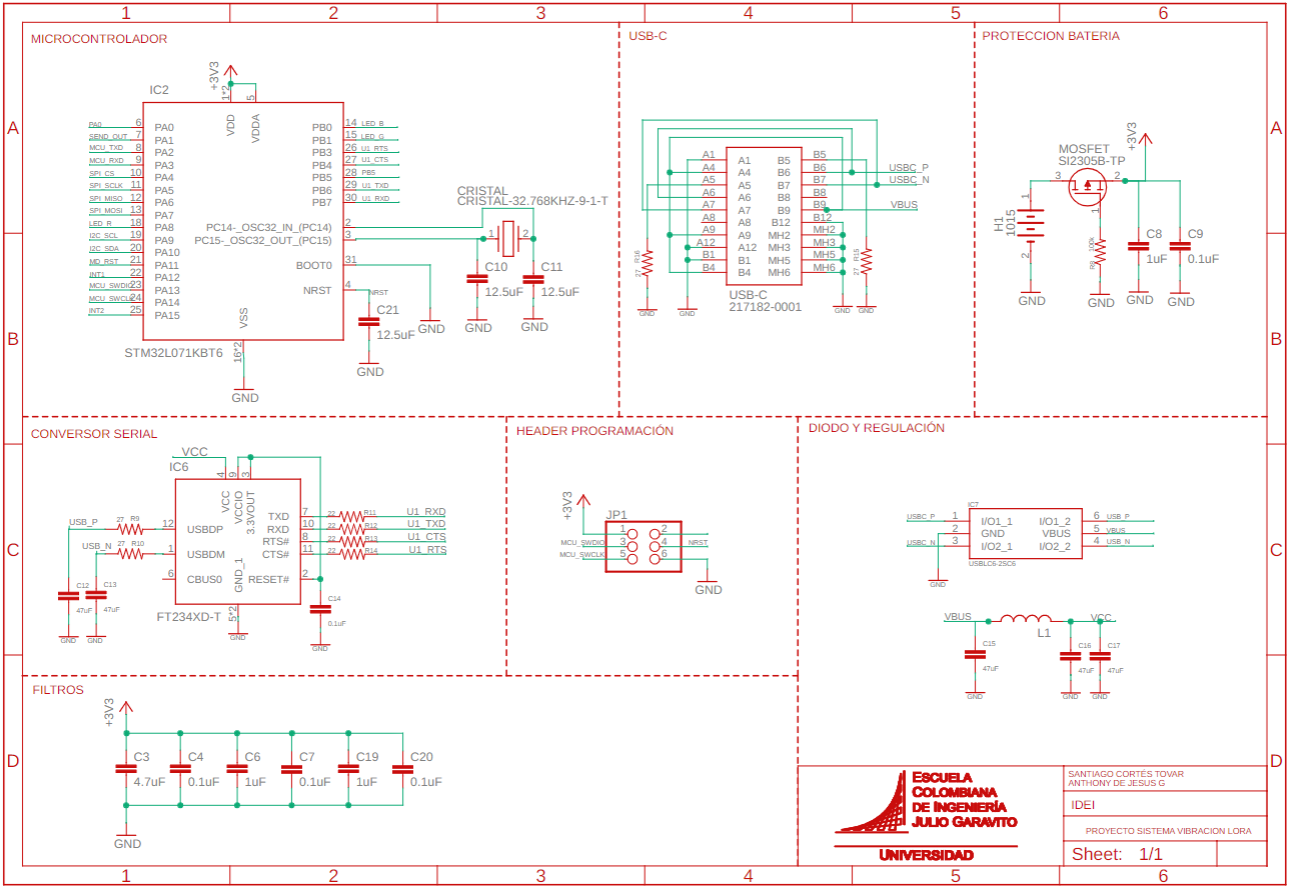 1 2 3 4 5 6
A A
B B
C C
D D
MICROCONTROLADOR
+3V3
IC2
1*2 5
VDD VDDA
PA0 6 PA0
SEND_OUT 7 PA1
MCU_TXD 8 PA2
MCU_RXD 9 PA3
SPI_CS 10 PA4
SPI_SCLK 11 PA5
SPI_MISO 12 PA6
SPI_MOSI 13 PA7
LED_R 18 PA8
I2C_SCL 19 PA9
I2C_SDA 20 PA10
MD_RST 21 PA11
INT1 22 PA12
MCU_SWDIO 23 PA13
MCU_SWCLK 24 PA14
INT2 25 PA15
PB0 14 LED_B
PB1 15 LED_G
PB3 26 U1_RTS
PB4 27 U1_CTS
PB5 28 PB5
PB6 29 U1_TXD
PB7 30 U1_RXD
PC14-_OSC32_IN_(PC14) 2
PC15-_OSC32_OUT_(PC15) 3
BOOT0 31
NRST 4 NRST
VSS
16*2
STM32L071KBT6
GND
CRISTAL
CRISTAL-32.768KHZ-9-1-T
1 2
C10
12.5uF
C11
12.5uF
C21
12.5uF
GND GND GND
GND
USB-C
A1 A1 B5 B5
A4 A4 B6 B6 USBC_P
A5 A5 B7 B7 USBC_N
A6 A6 B8 B8
A7 A7 B9 B9 VBUS
A8 A8 B12 B12
A9 A9 MH2 MH2
A12 A12 MH3 MH3
B1 B1 MH5 MH5
B4 B4 MH6 MH6
R16
27
R15
27
USB-C
217182-0001
GND GND GND GND
PROTECCION BATERIA
+3V3
MOSFET
SI2305B-TP
3 2
1
H1
1015
1
2
R8
100k
C8
1uF
C9
0.1uF
GND GND GND GND
CONVERSOR SERIAL
VCC
IC6
4 9 3
VCC VCCIO 3.3VOUT
USB_P 27 R9 12 USBDP
USB_N 27 R10 1 USBDM
6 CBUS0
TXD 7 22 R11 U1_RXD
RXD 10 22 R12 U1_TXD
RTS# 8 22 R13 U1_CTS
CTS# 11 22 R14 U1_RTS
RESET# 2
GND_1
5*2
FT234XD-T
C12
47uF
C13
47uF
C14
0.1uF
GND GND GND GND
HEADER PROGRAMACIÓN
+3V3
JP1
1 2
MCU_SWDIO 3 4 NRST
MCU_SWCLK 5 6
GND
DIODO Y REGULACIÓN
IC7
USBC_P 1 I/O1_1 I/O1_2 6 USB_P
2 GND VBUS 5 VBUS
USBC_N 3 I/O2_1 I/O2_2 4 USB_N
USBLC6-2SC6
GND
VBUS L1 VCC
C15
47uF
C16
47uF
C17
47uF
GND GND GND
FILTROS
+3V3
C3 C4 C6 C7 C19 C20
4.7uF 0.1uF 1uF 0.1uF 1uF 0.1uF
GND
ESCUELA
COLOMBIANA
DE INGENIERÍA
JULIO GARAVITO
UNIVERSIDAD
SANTIAGO CORTÉS TOVAR
ANTHONY DE JESUS G
IDEI
PROYECTO SISTEMA VIBRACION LORA
Sheet: 1/1
1 2 3 4 5 6